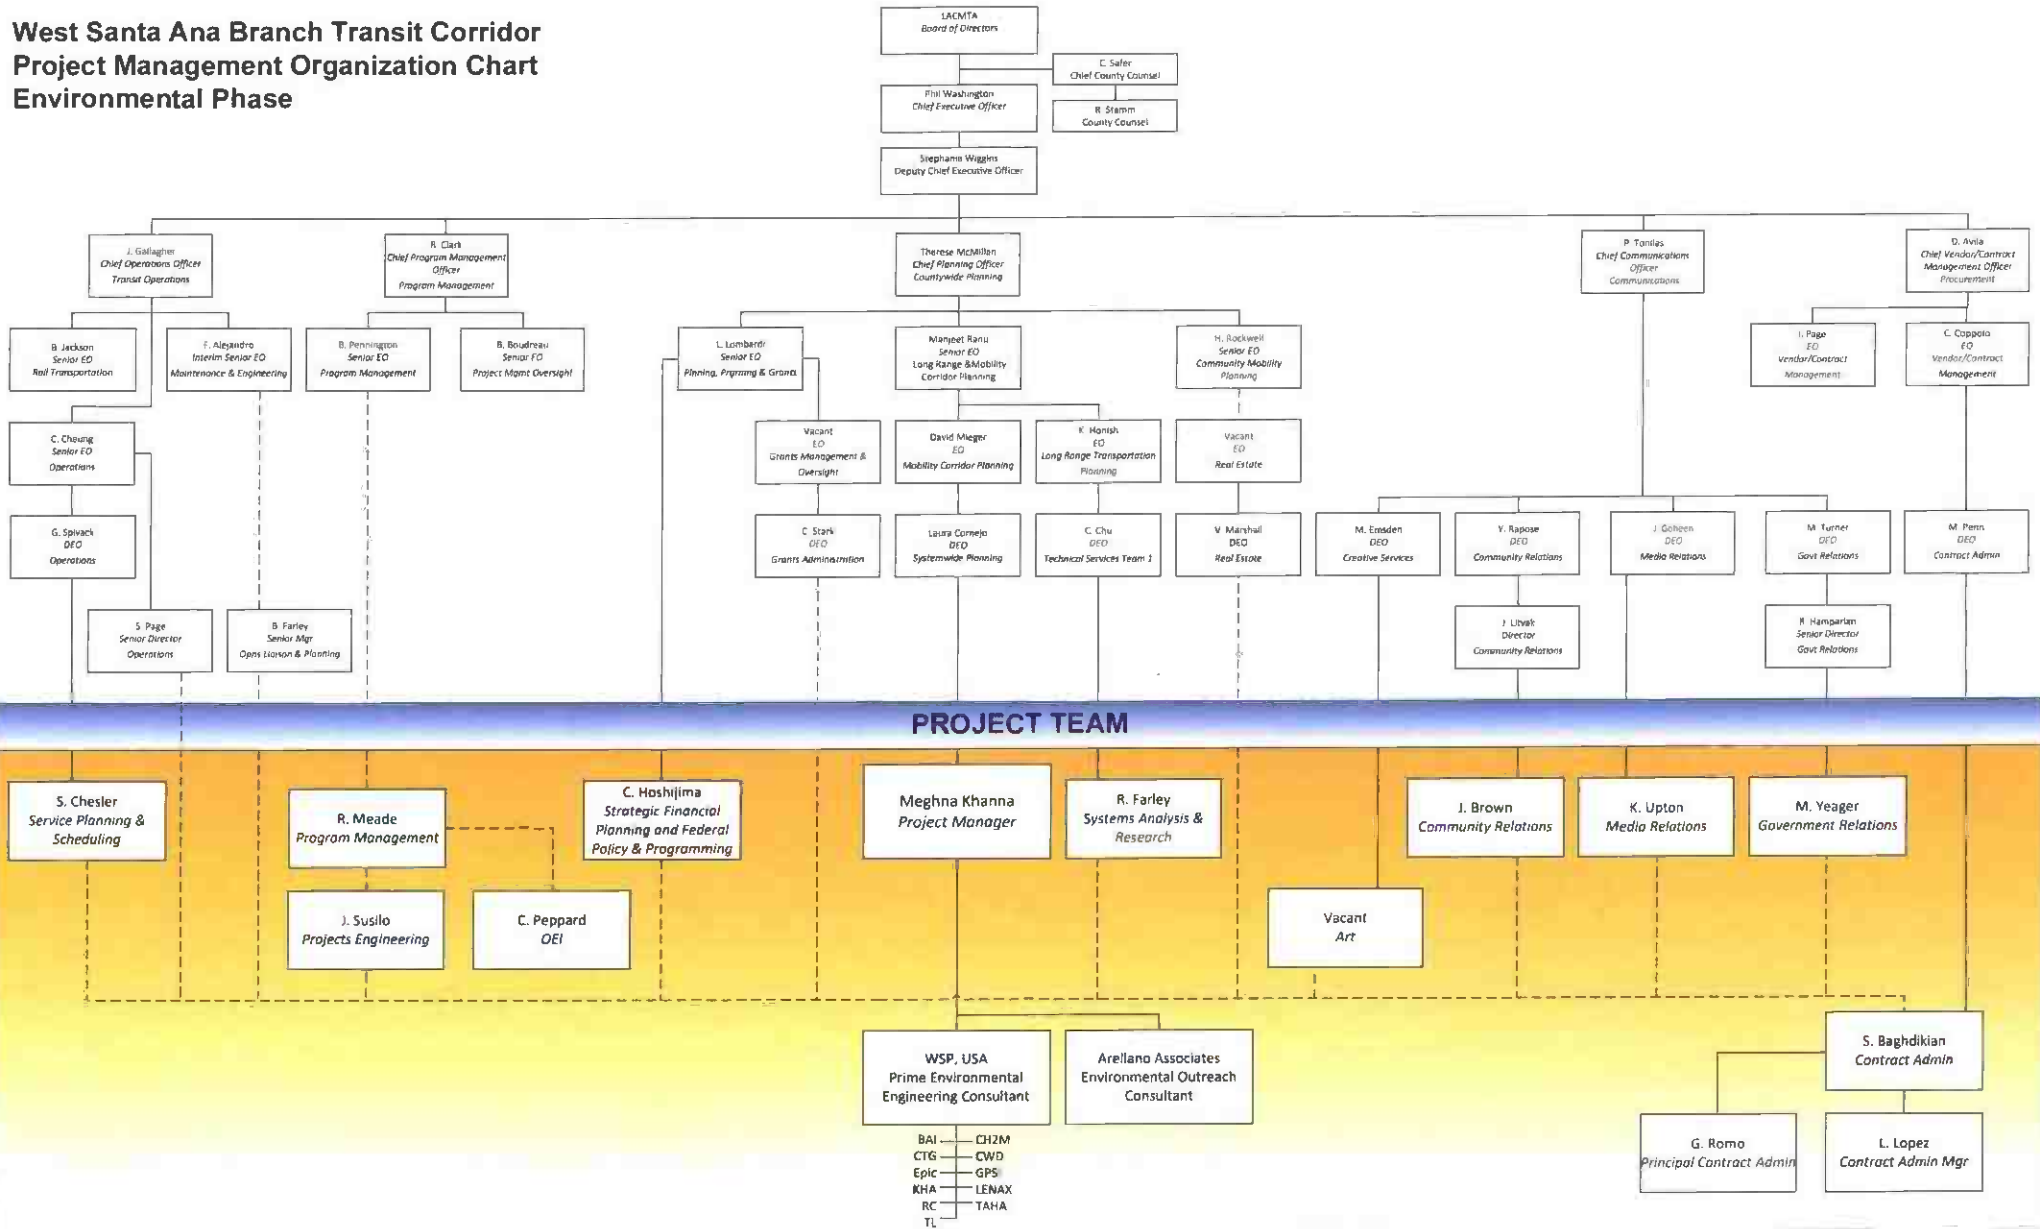 West Santa Ana Branch Transit Corridor
Project Management Organization Chart
Environmental Phase
LACMTA
Board of Directors
C. Safer
Chief County Counsel
Phil Washington
Chief Executive Officer
R. Stamm
County Counsel
Stephanie Wiggins
Deputy Chief Executive Officer
J. Gallagher
Chief Operations Officer
Transit Operations
R. Clark
Chief Program Management
Officer
Program Management
Therese McMillan
Chief Planning Officer
Countywide Planning
P. Tonilas
Chief Communications
Officer
Communications
D. Avila
Chief Vendor/Contract
Management Officer
Procurement
B. Jackson
Senior EO
Rail Transportation
F. Alejandro
Interim Senior EO
Maintenance & Engineering
B. Pennington
Senior EO
Program Management
B. Boudreau
Senior EO
Project Mgmt Oversight
L. Lombardi
Senior EO
Plnning, Prgrmng & Grants
Manjeet Ranu
Senior EO
Long Range &Mobility
Corridor Planning
H. Rockwell
Senior EO
Community Mobility
Planning
I. Page
EO
Vendor/Contract
Management
C. Coppolo
EO
Vendor/Contract
Management
C. Cheung
Senior EO
Operations
Vacant
EO
Grants Management &
Oversight
David Mieger
EO
Mobility Corridor Planning
K. Honish
EO
Long Range Transportation
Planning
Vacant
EO
Real Estate
G. Spivack
DEO
Operations
C. Stark
DEO
Grants Administration
Laura Cornejo
DEO
Systemwide Planning
C. Chu
DEO
Technical Services Team 1
V. Marshall
DEO
Real Estate
M. Emsden
DEO
Creative Services
Y. Rapose
DEO
Community Relations
J. Goheen
DEO
Media Relations
M. Turner
DEO
Govt Relations
M. Penn
DEO
Contract Admin
S. Page
Senior Director
Operations
B. Farley
Senior Mgr
Opns Liaison & Planning
J. Litvak
Director
Community Relations
R. Hamparian
Senior Director
Govt Relations
PROJECT TEAM
S. Chesler
Service Planning &
Scheduling
R. Meade
Program Management
C. Hoshijima
Strategic Financial
Planning and Federal
Policy & Programming
Meghna Khanna
Project Manager
R. Farley
Systems Analysis &
Research
J. Brown
Community Relations
K. Upton
Media Relations
M. Yeager
Government Relations
J. Susilo
Projects Engineering
C. Peppard
OEI
Vacant
Art
WSP, USA
Prime Environmental
Engineering Consultant
Arellano Associates
Environmental Outreach
Consultant
S. Baghdikian
Contract Admin
G. Romo
Principal Contract Admin
L. Lopez
Contract Admin Mgr
BAI CH2M
CTG CWD
Epic GPS
KHA LENAX
RC TAHA
TL